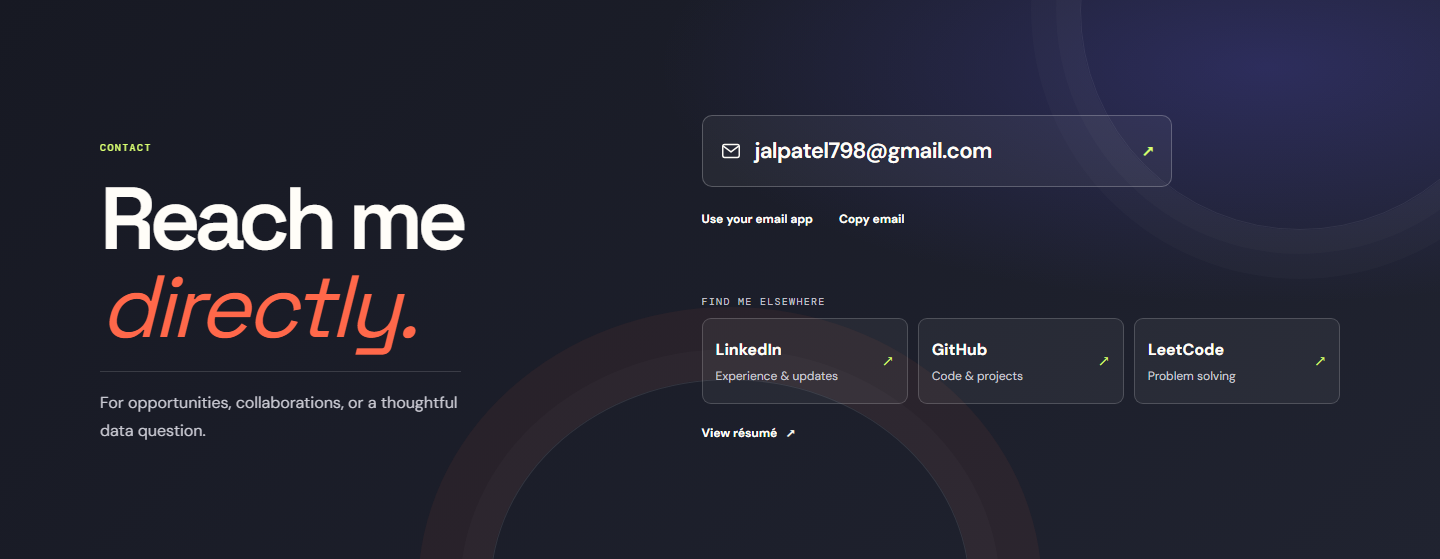 CONTACT
Reach me
directly.
For opportunities, collaborations, or a thoughtful
data question.
jalpatel798@gmail.com ↗
Use your email app Copy email
FIND ME ELSEWHERE
LinkedIn
Experience & updates ↗
GitHub
Code & projects ↗
LeetCode
Problem solving ↗
View résumé ↗